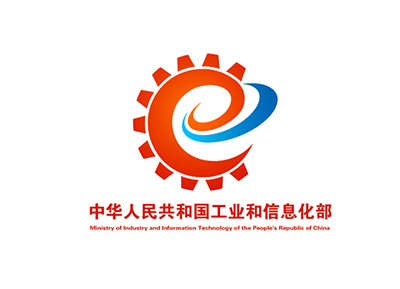 中华人民共和国工业和信息化部
Ministry of Industry and Information Technology of the People's Republic of China